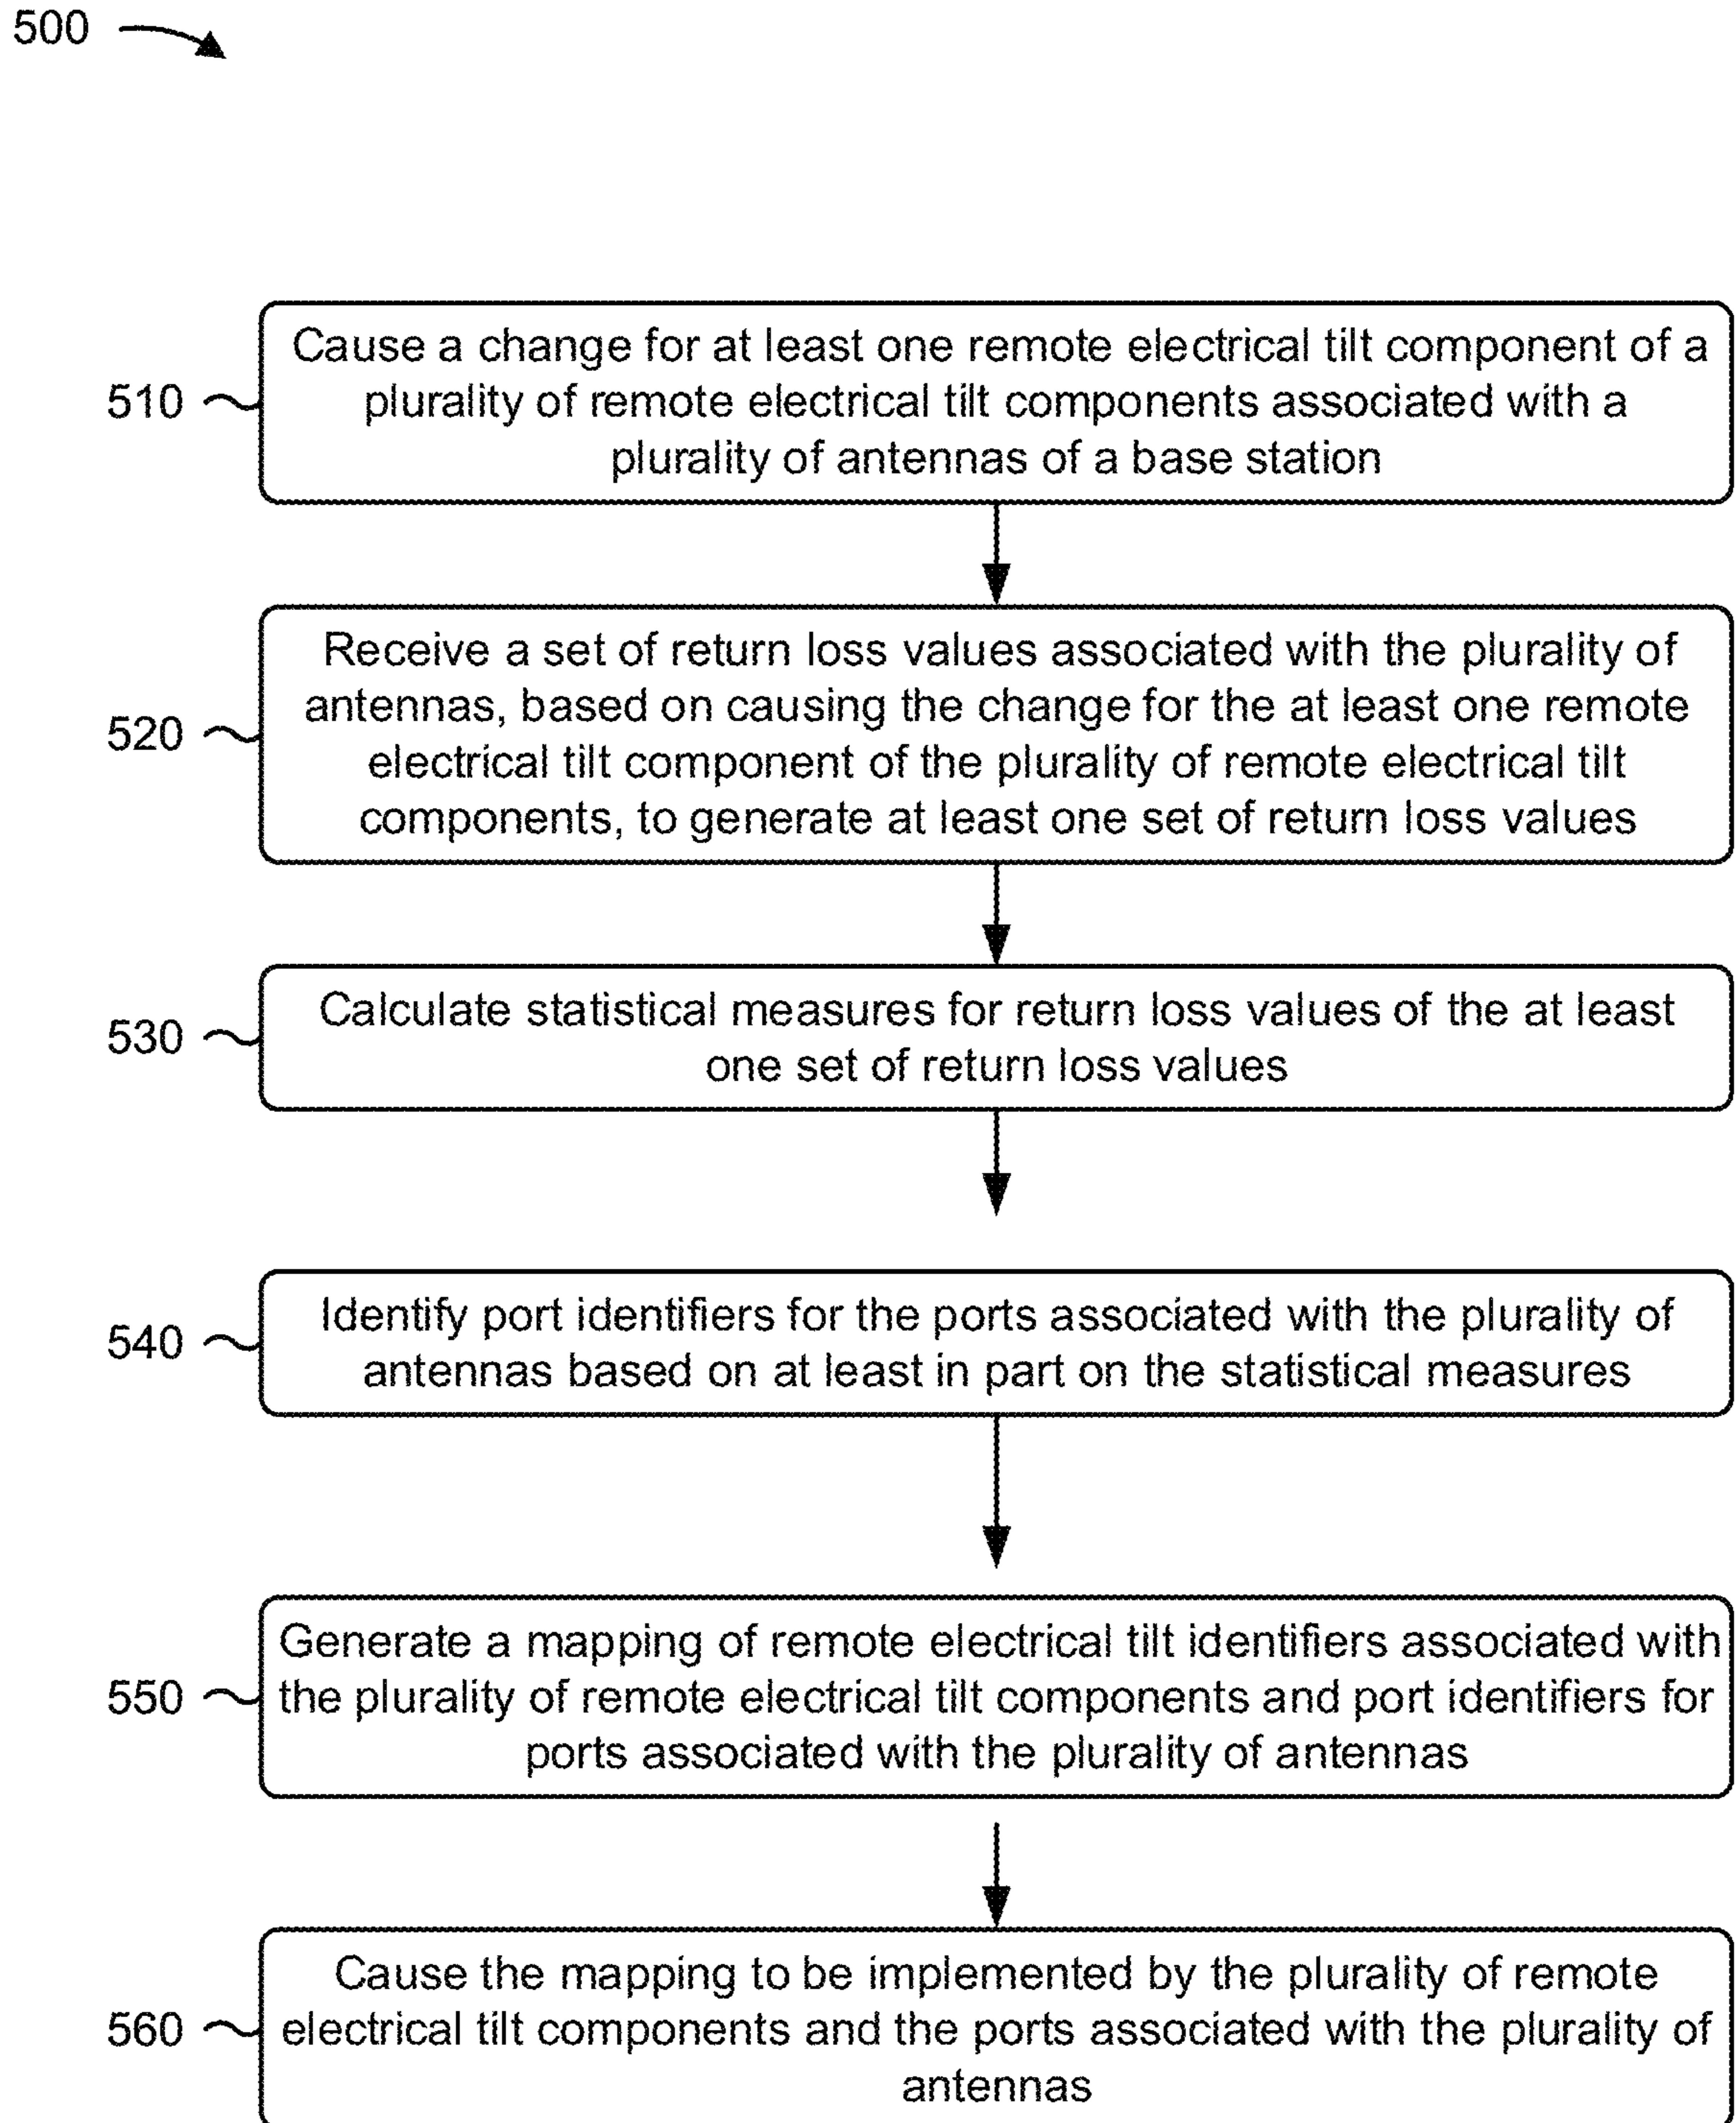 500
Cause a change for at least one remote electrical tilt component of a
plurality of remote electrical tilt components associated with a
plurality of antennas of a base station
510
Receive a set of return loss values associated with the plurality of
antennas, based on causing the change for the at least one remote
electrical tilt component of the plurality of remote electrical tilt
components, to generate at least one set of return loss values
520
Calculate statistical measures for return loss values of the at least
one set of return loss values
530
Identify port identifiers for the ports associated with the plurality of
antennas based on at least in part on the statistical measures
540
Generate a mapping of remote electrical tilt identifiers associated with
the plurality of remote electrical tilt components and port identifiers for
ports associated with the plurality of antennas
550
Cause the mapping to be implemented by the plurality of remote
electrical tilt components and the ports associated with the plurality of
antennas
560